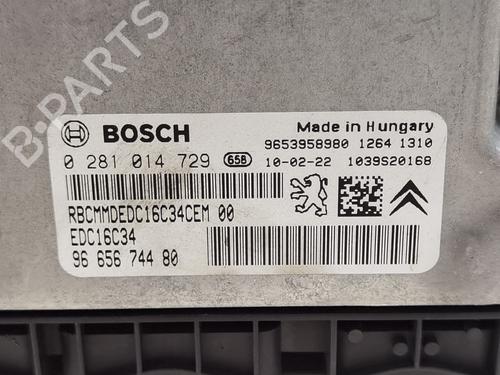 B-PARTS
BOSCH
Made in Hungary
9653958980 1264 1310
0 281 014 729 658 10-02-22 1039S20168
RBCMMDEDC16C34CEM 00
EDC16C34
96 656 744 80